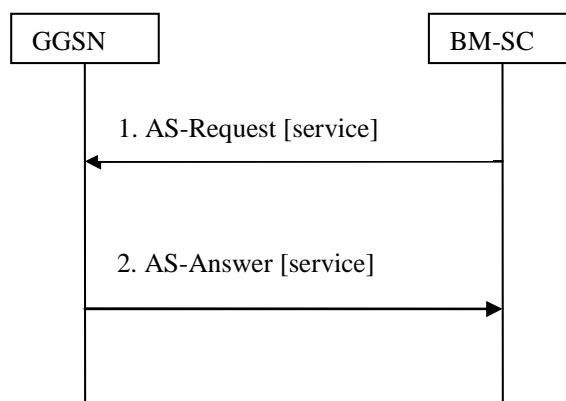 GGSN
BM-SC
1. AS-Request [service]
2. AS-Answer [service]